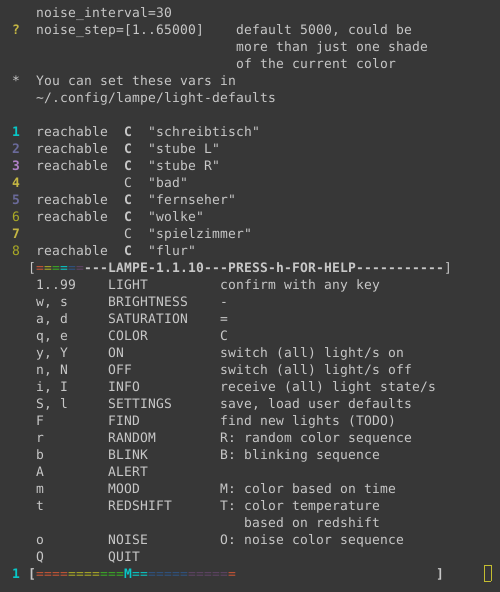 noise_interval=30
? noise_step=[1..65000] default 5000, could be
more than just one shade
of the current color
* You can set these vars in
~/.config/lampe/light-defaults
1 reachable C "schreibtisch"
2 reachable C "stube L"
3 reachable C "stube R"
4 C "bad"
5 reachable C "fernseher"
6 reachable C "wolke"
7 C "spielzimmer"
8 reachable C "flur"
[=======---LAMPE-1.1.10---PRESS-h-FOR-HELP-----------]
1..99 LIGHT confirm with any key
w, s BRIGHTNESS -
a, d SATURATION =
q, e COLOR C
y, Y ON switch (all) light/s on
n, N OFF switch (all) light/s off
i, I INFO receive (all) light state/s
S, l SETTINGS save, load user defaults
F FIND find new lights (TODO)
r RANDOM R: random color sequence
b BLINK B: blinking sequence
A ALERT
m MOOD M: color based on time
t REDSHIFT T: color temperature
based on redshift
o NOISE O: noise color sequence
Q QUIT
1 [===========M============= ]